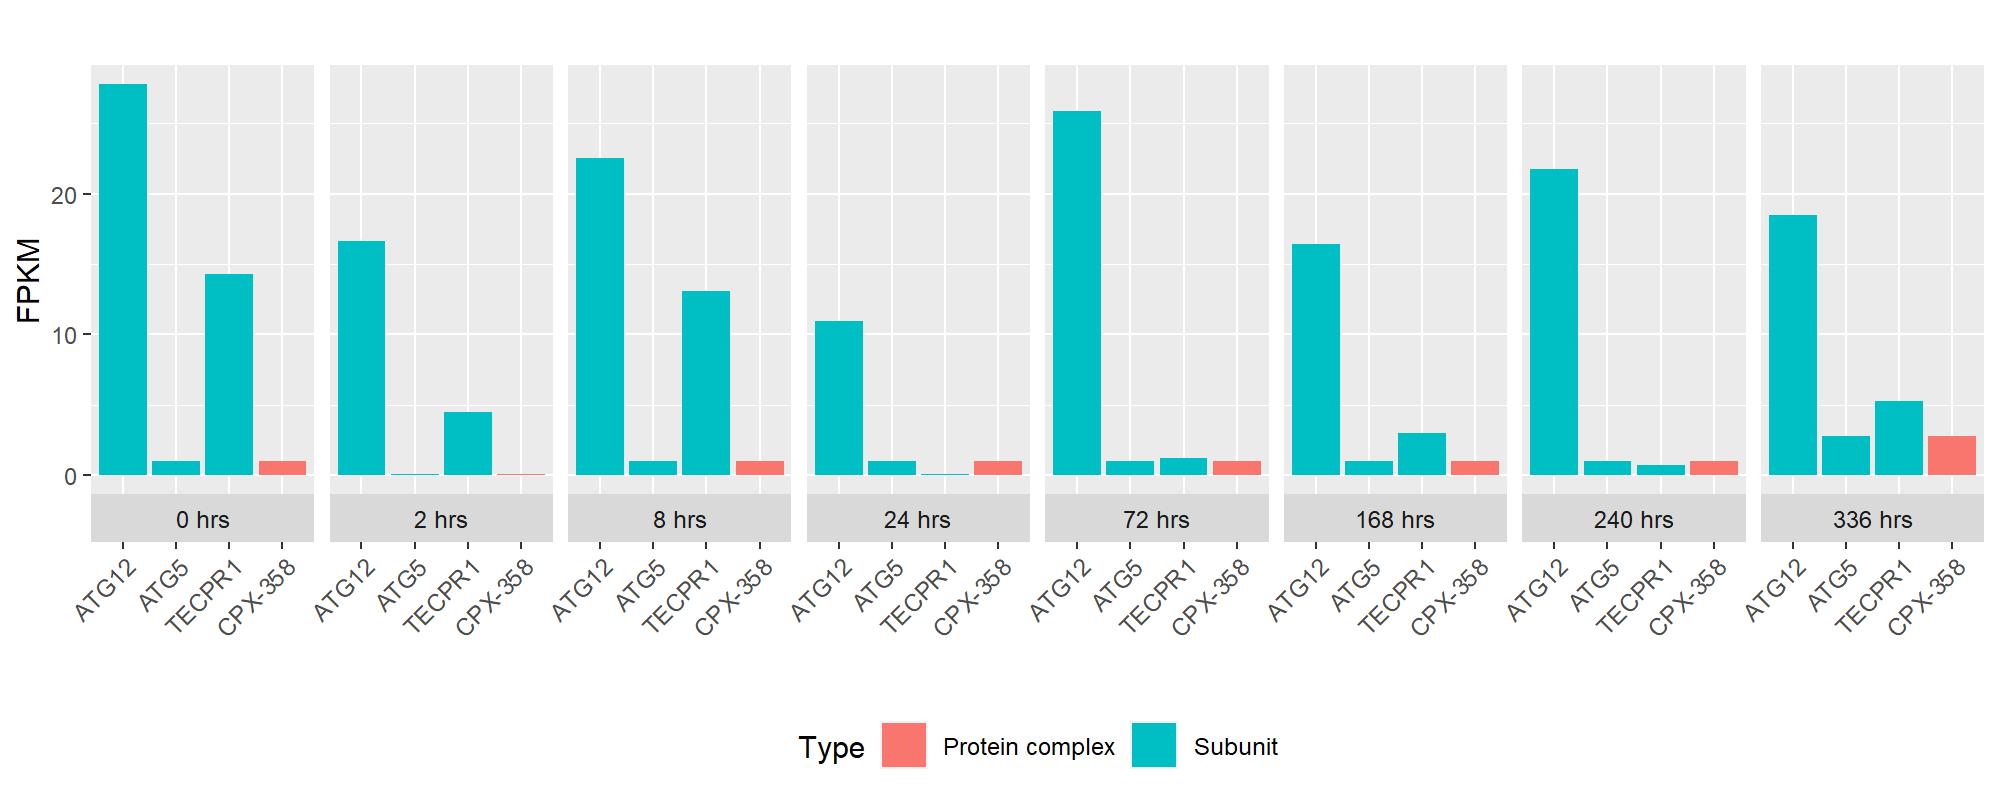 FPKM
20
10
0
0 hrs 2 hrs 8 hrs 24 hrs 72 hrs 168 hrs 240 hrs 336 hrs
ATG12 ATG5 TECPR1 CPX-358 ATG12 ATG5 TECPR1 CPX-358 ATG12 ATG5 TECPR1 CPX-358 ATG12 ATG5 TECPR1 CPX-358 ATG12 ATG5 TECPR1 CPX-358 ATG12 ATG5 TECPR1 CPX-358 ATG12 ATG5 TECPR1 CPX-358 ATG12 ATG5 TECPR1 CPX-358
Type Protein complex Subunit